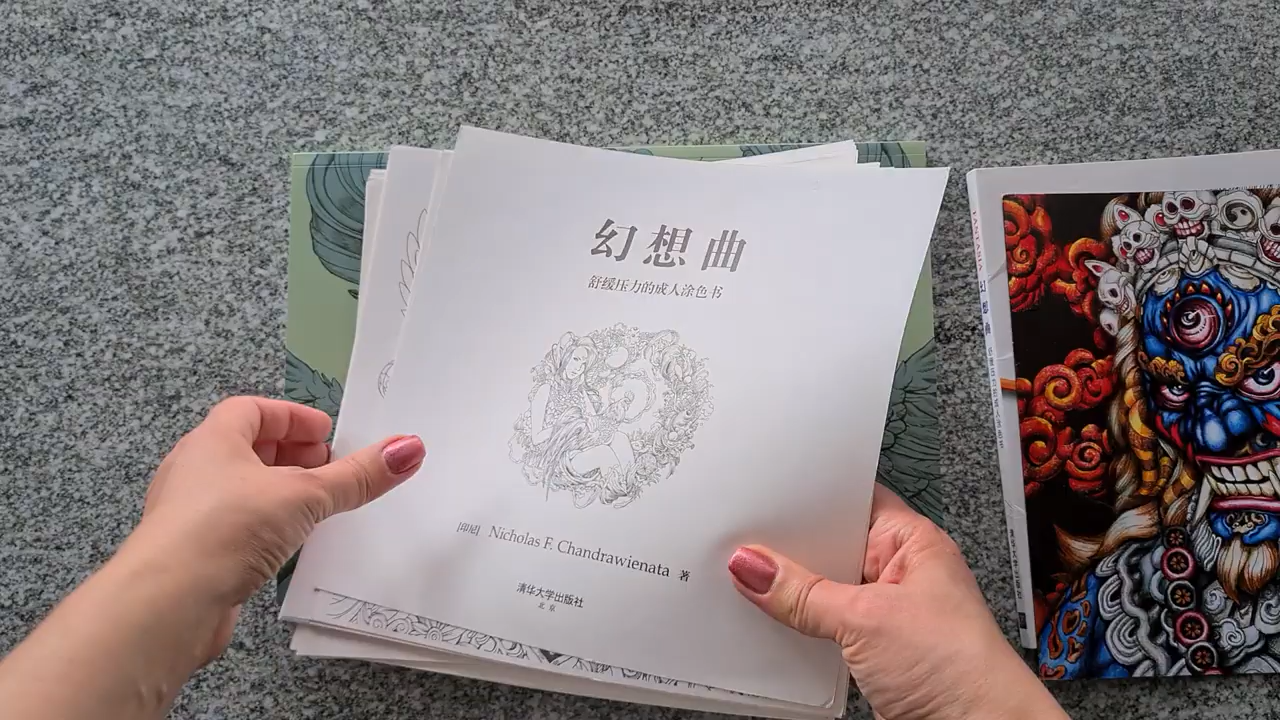 幻想曲
舒缓压力的成人涂色书
[印尼] Nicholas F. Chandrawienata 著
清华大学出版社
北京
FANTASIA 幻想曲